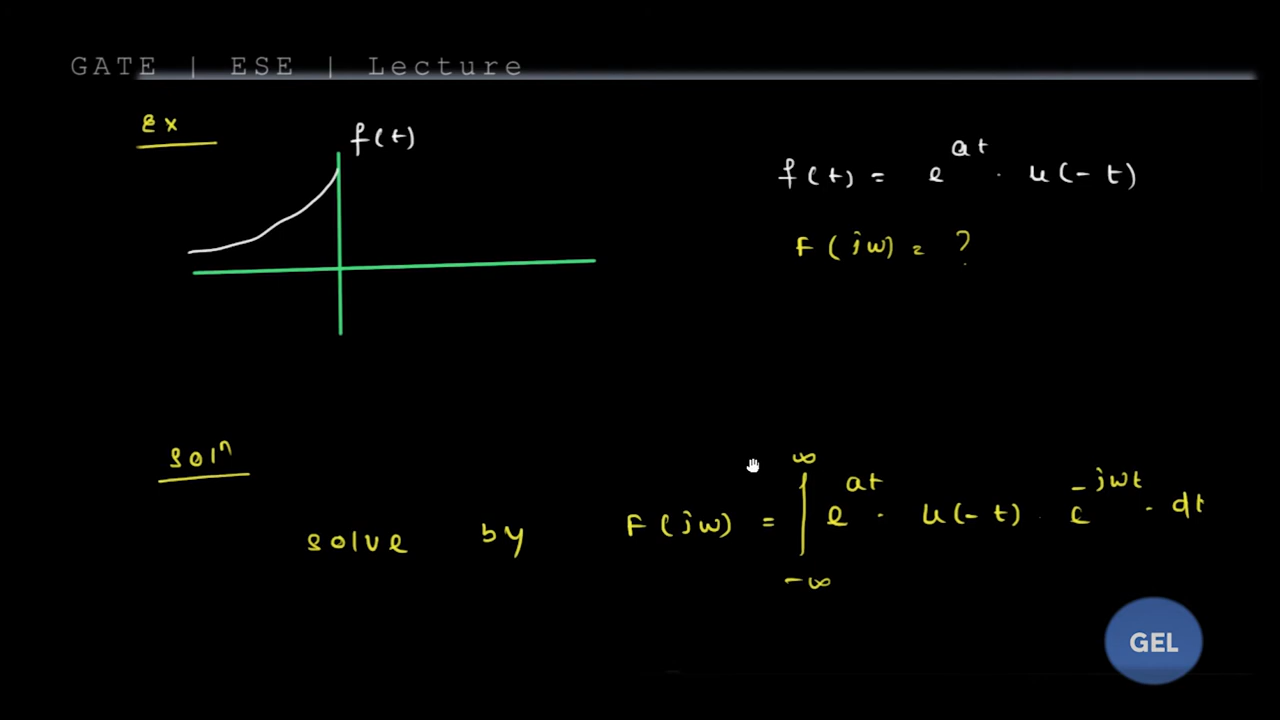 GATE | ESE | Lecture
Ex
f(t)
f(t) = e^{at} . u(-t)
F(jw) = ?
Soln
Solve by F(jw) = ∫_{-∞}^{∞} e^{at} . u(-t) . e^{-jwt} . dt
GEL